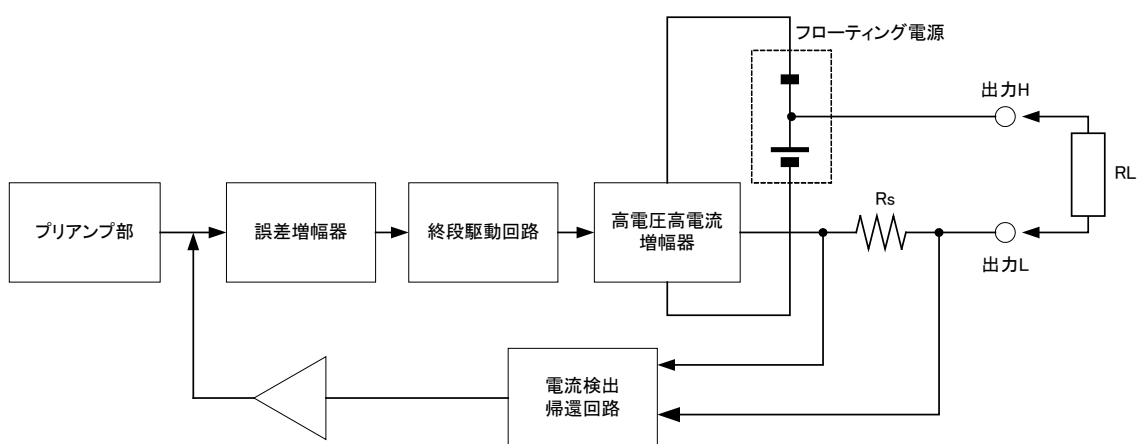 フローティング電源
出力H
RL
Rs
プリアンプ部
誤差増幅器
終段駆動回路
高電圧高電流
増幅器
出力L
電流検出
帰還回路